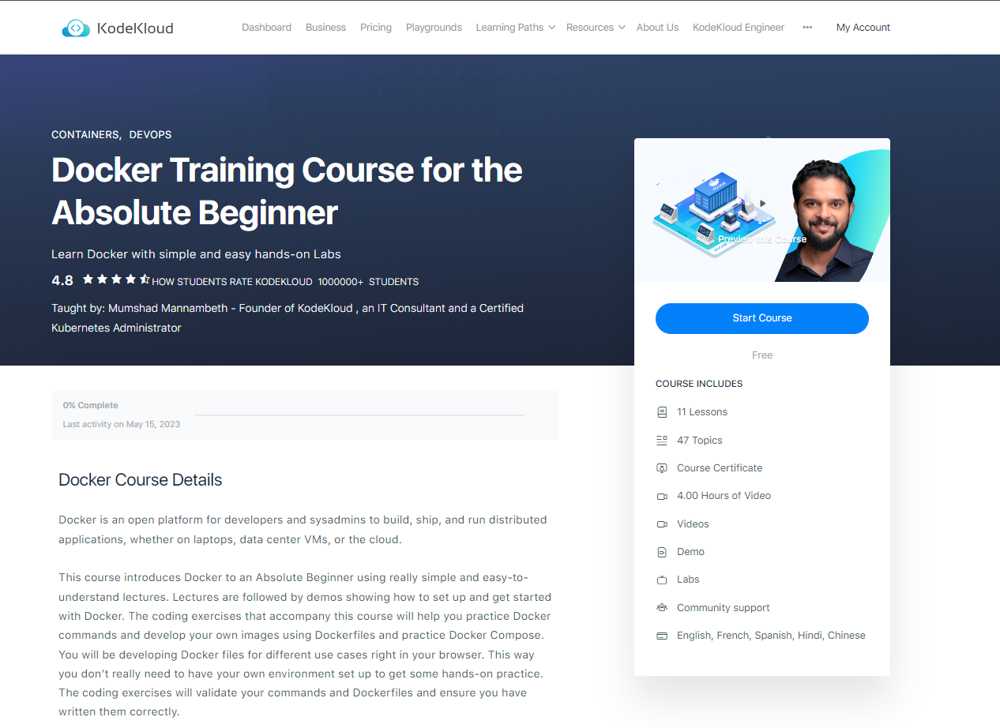 KodeKloud
Dashboard Business Pricing Playgrounds Learning Paths Resources About Us KodeKloud Engineer ••• My Account
CONTAINERS, DEVOPS
Docker Training Course for the
Absolute Beginner
Learn Docker with simple and easy hands-on Labs
4.8 HOW STUDENTS RATE KODEKLOUD 1000000+ STUDENTS
Taught by: Mumshad Mannambeth - Founder of KodeKloud , an IT Consultant and a Certified
Kubernetes Administrator
Preview this Course
Start Course
Free
COURSE INCLUDES
11 Lessons
47 Topics
Course Certificate
4.00 Hours of Video
Videos
Demo
Labs
Community support
English, French, Spanish, Hindi, Chinese
0% Complete
Last activity on May 15, 2023
Docker Course Details
Docker is an open platform for developers and sysadmins to build, ship, and run distributed
applications, whether on laptops, data center VMs, or the cloud.
This course introduces Docker to an Absolute Beginner using really simple and easy-to-
understand lectures. Lectures are followed by demos showing how to set up and get started
with Docker. The coding exercises that accompany this course will help you practice Docker
commands and develop your own images using Dockerfiles and practice Docker Compose.
You will be developing Docker files for different use cases right in your browser. This way
you don’t really need to have your own environment set up to get some hands-on practice.
The coding exercises will validate your commands and Dockerfiles and ensure you have
written them correctly.